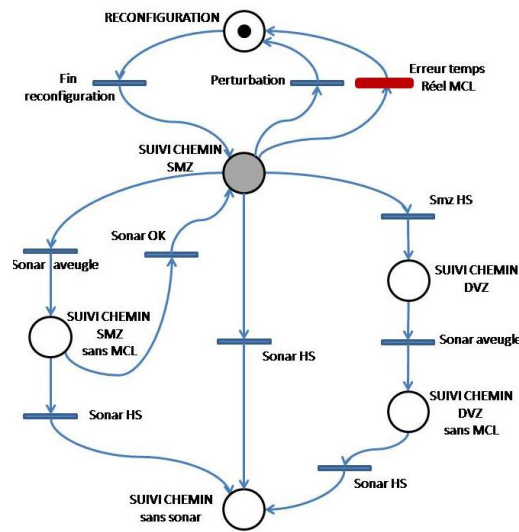 RECONFIGURATION
Fin
reconfiguration
Perturbation
Erreur temps
Réel MCL
SUIVI CHEMIN
SMZ
Smz HS
Sonar OK
Sonar aveugle
SUIVI CHEMIN
DVZ
SUIVI CHEMIN
SMZ
sans MCL
Sonar HS
Sonar aveugle
Sonar HS
SUIVI CHEMIN
DVZ
sans MCL
Sonar HS
SUIVI CHEMIN
sans sonar